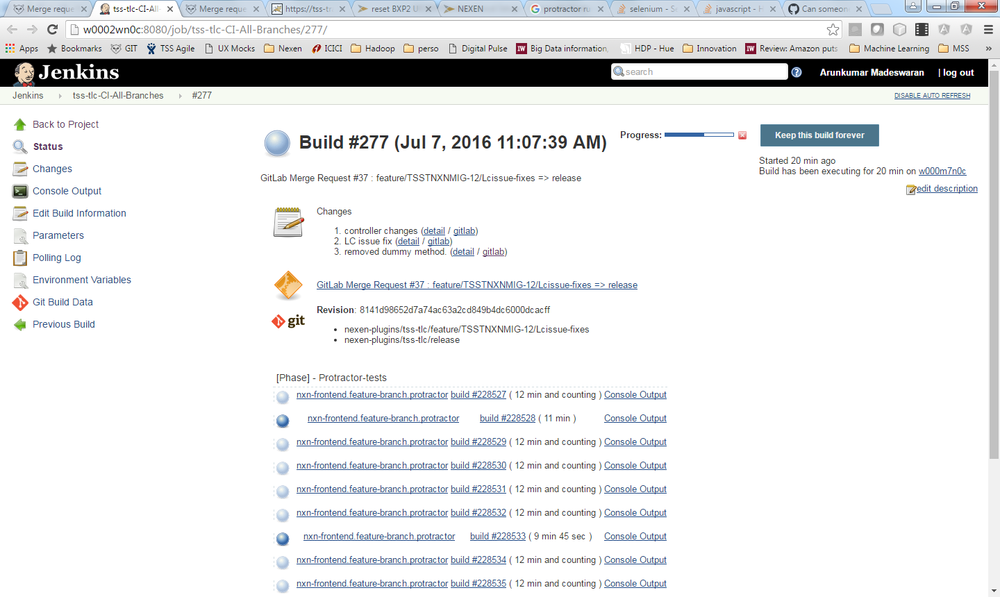 Merge reque
tss-tlc-CI-All-
Merge reque
https://tss-tr
reset BXP2 U
NEXEN
protractor ru
selenium - Se
javascript - H
Can someon
w0002wn0c:8080/job/tss-tlc-CI-All-Branches/277/
Apps
Bookmarks
GIT
TSS Agile
UX Mocks
Nexen
ICICI
Hadoop
perso
Digital Pulse
IW Big Data information,
HDP - Hue
Innovation
IW Review: Amazon puts
Machine Learning
MSS
»
Jenkins
search
?
Arunkumar Madeswaran
| log out
Jenkins
tss-tlc-CI-All-Branches
#277
DISABLE AUTO REFRESH
Back to Project
Status
Changes
Console Output
Edit Build Information
Parameters
Polling Log
Environment Variables
Git Build Data
Previous Build
Build #277 (Jul 7, 2016 11:07:39 AM)
Progress:
Keep this build forever
Started 20 min ago
Build has been executing for 20 min on w000m7n0c
edit description
GitLab Merge Request #37 : feature/TSSTNXNMIG-12/Lcissue-fixes => release
Changes
1. controller changes (detail / gitlab)
2. LC issue fix (detail / gitlab)
3. removed dummy method. (detail / gitlab)
GitLab Merge Request #37 : feature/TSSTNXNMIG-12/Lcissue-fixes => release
git
Revision: 8141d98652d7a74ac63a2cd849b4dc6000dcacff
• nexen-plugins/tss-tlc/feature/TSSTNXNMIG-12/Lcissue-fixes
• nexen-plugins/tss-tlc/release
[Phase] - Protractor-tests
nxn-frontend.feature-branch.protractor build #228527 ( 12 min and counting ) Console Output
nxn-frontend.feature-branch.protractor build #228528 ( 11 min ) Console Output
nxn-frontend.feature-branch.protractor build #228529 ( 12 min and counting ) Console Output
nxn-frontend.feature-branch.protractor build #228530 ( 12 min and counting ) Console Output
nxn-frontend.feature-branch.protractor build #228531 ( 12 min and counting ) Console Output
nxn-frontend.feature-branch.protractor build #228532 ( 12 min and counting ) Console Output
nxn-frontend.feature-branch.protractor build #228533 ( 9 min 45 sec ) Console Output
nxn-frontend.feature-branch.protractor build #228534 ( 12 min and counting ) Console Output
nxn-frontend.feature-branch.protractor build #228535 ( 12 min and counting ) Console Output